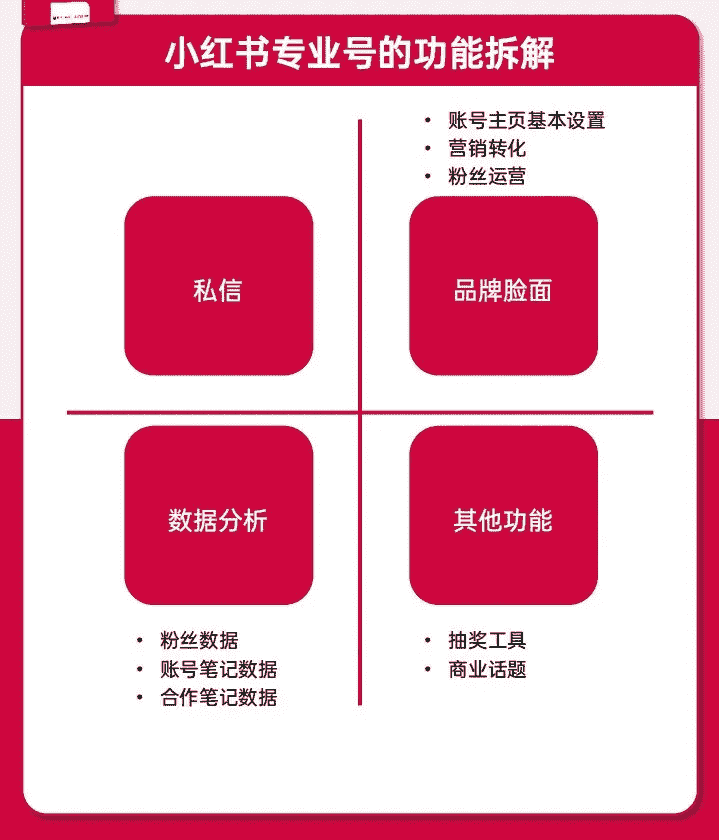 小红书专业号的功能拆解
• 账号主页基本设置
• 营销转化
• 粉丝运营
私信
品牌脸面
数据分析
其他功能
• 粉丝数据
• 账号笔记数据
• 合作笔记数据
• 抽奖工具
• 商业话题